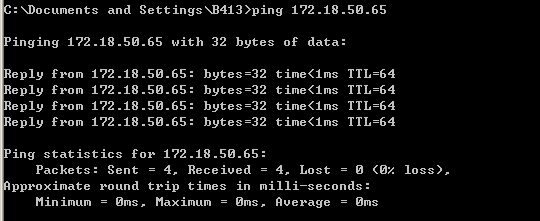 C:\Documents and Settings\B413>ping 172.18.50.65
Pinging 172.18.50.65 with 32 bytes of data:
Reply from 172.18.50.65: bytes=32 time<1ms TTL=64
Reply from 172.18.50.65: bytes=32 time<1ms TTL=64
Reply from 172.18.50.65: bytes=32 time<1ms TTL=64
Reply from 172.18.50.65: bytes=32 time<1ms TTL=64
Ping statistics for 172.18.50.65:
    Packets: Sent = 4, Received = 4, Lost = 0 (0% loss),
Approximate round trip times in milli-seconds:
    Minimum = 0ms, Maximum = 0ms, Average = 0ms